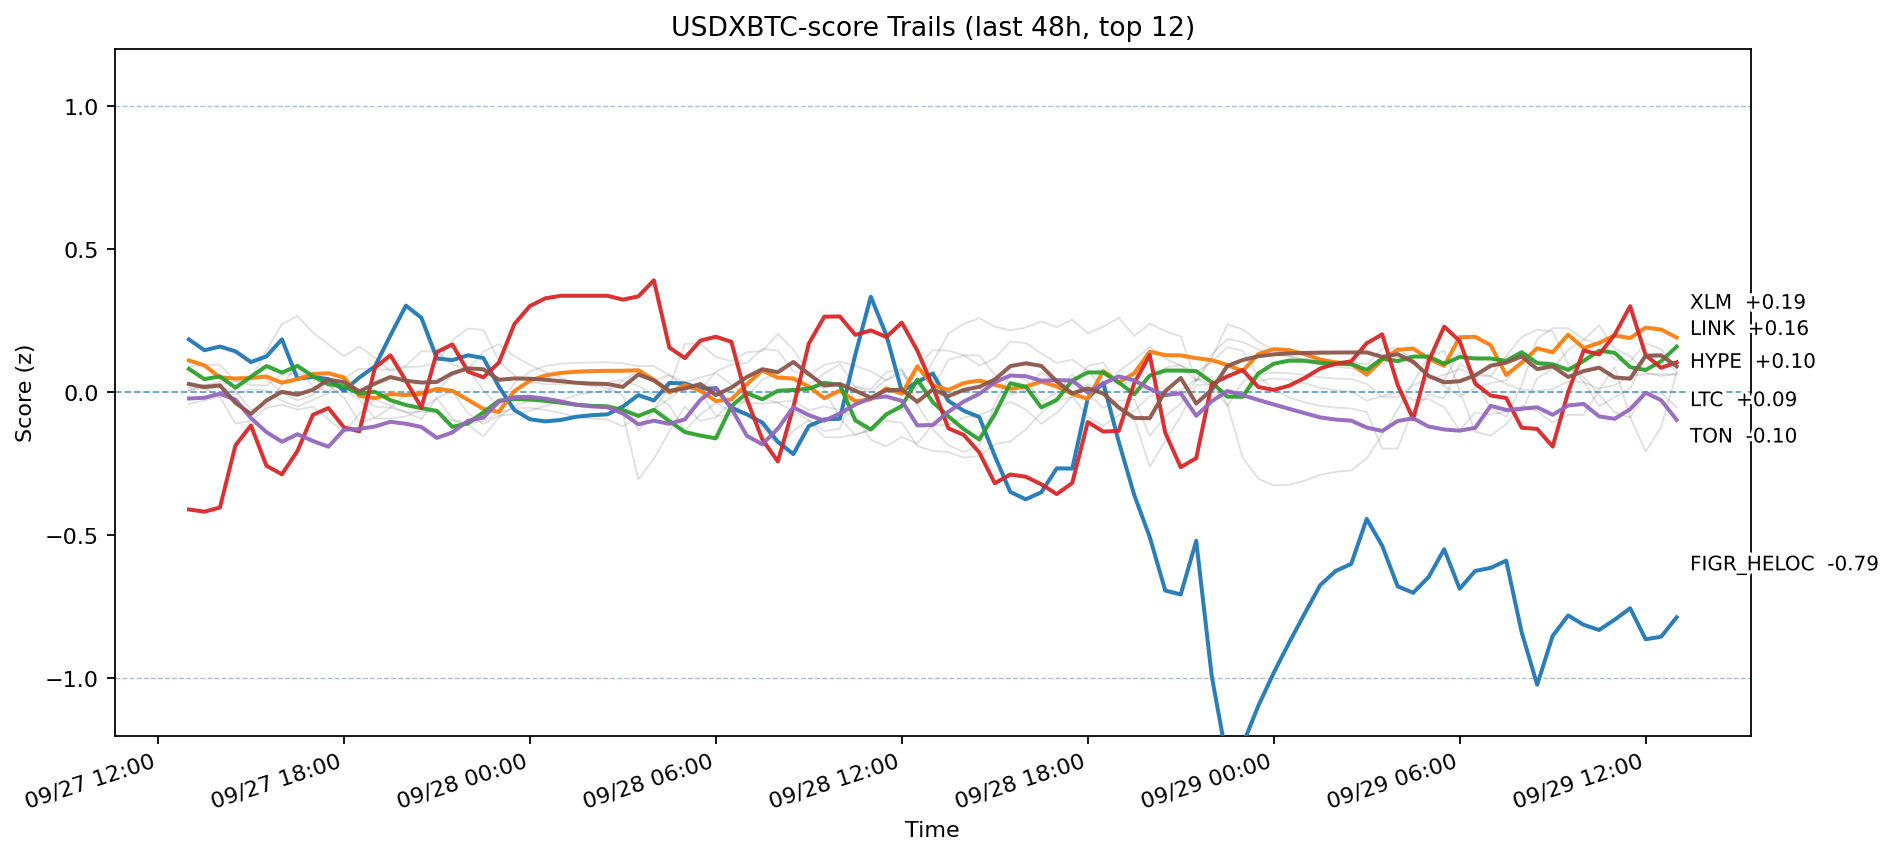 USDXBTC-score Trails (last 48h, top 12)
Score (z)
1.0
0.5
0.0
−0.5
−1.0
XLM +0.19
LINK +0.16
HYPE +0.10
LTC +0.09
TON -0.10
FIGR_HELOC -0.79
09/27 12:00
09/27 18:00
09/28 00:00
09/28 06:00
09/28 12:00
09/28 18:00
09/29 00:00
09/29 06:00
09/29 12:00
Time